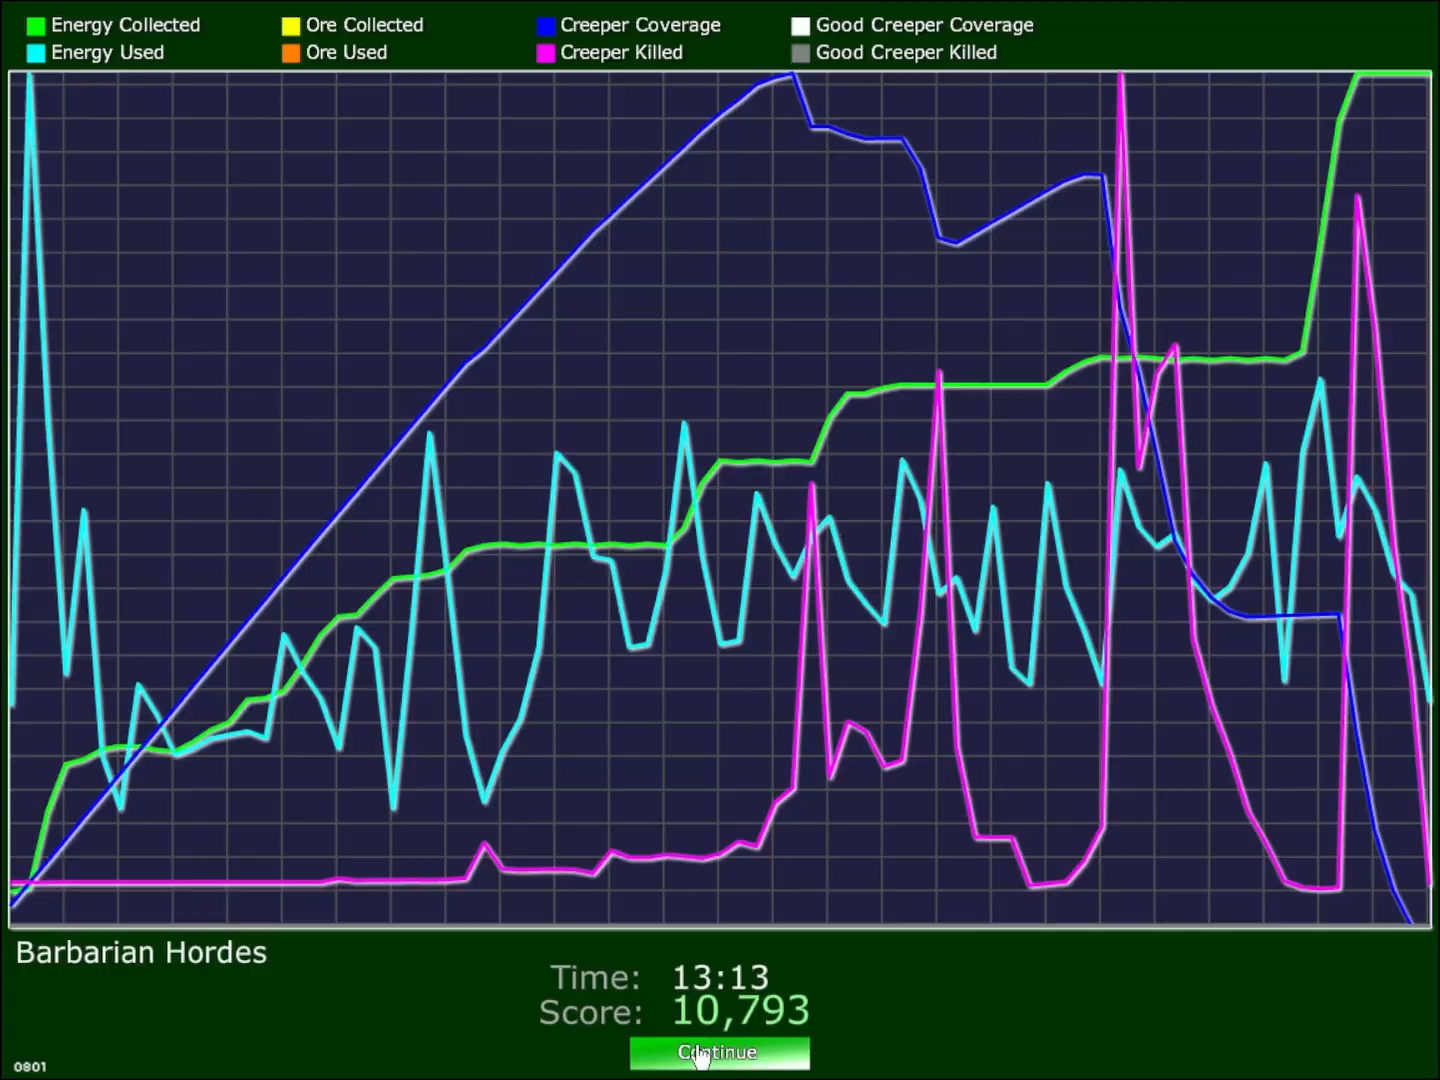 Energy Collected Ore Collected Creeper Coverage Good Creeper Coverage
Energy Used Ore Used Creeper Killed Good Creeper Killed
Barbarian Hordes
Time: 13:13
Score: 10,793
Continue
0801